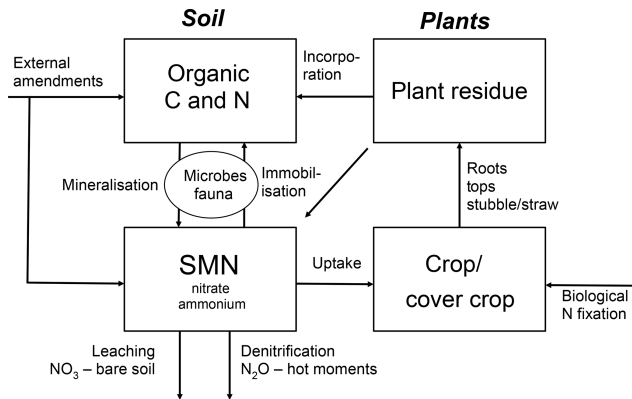 Soil
Plants
External
amendments
Organic
C and N
Incorpo-
ration
Plant residue
Mineralisation
Microbes
fauna
Immobil-
isation
Roots
tops
stubble/straw
SMN
nitrate
ammonium
Uptake
Crop/
cover crop
Biological
N fixation
Leaching
NO₃ – bare soil
Denitrification
N₂O – hot moments